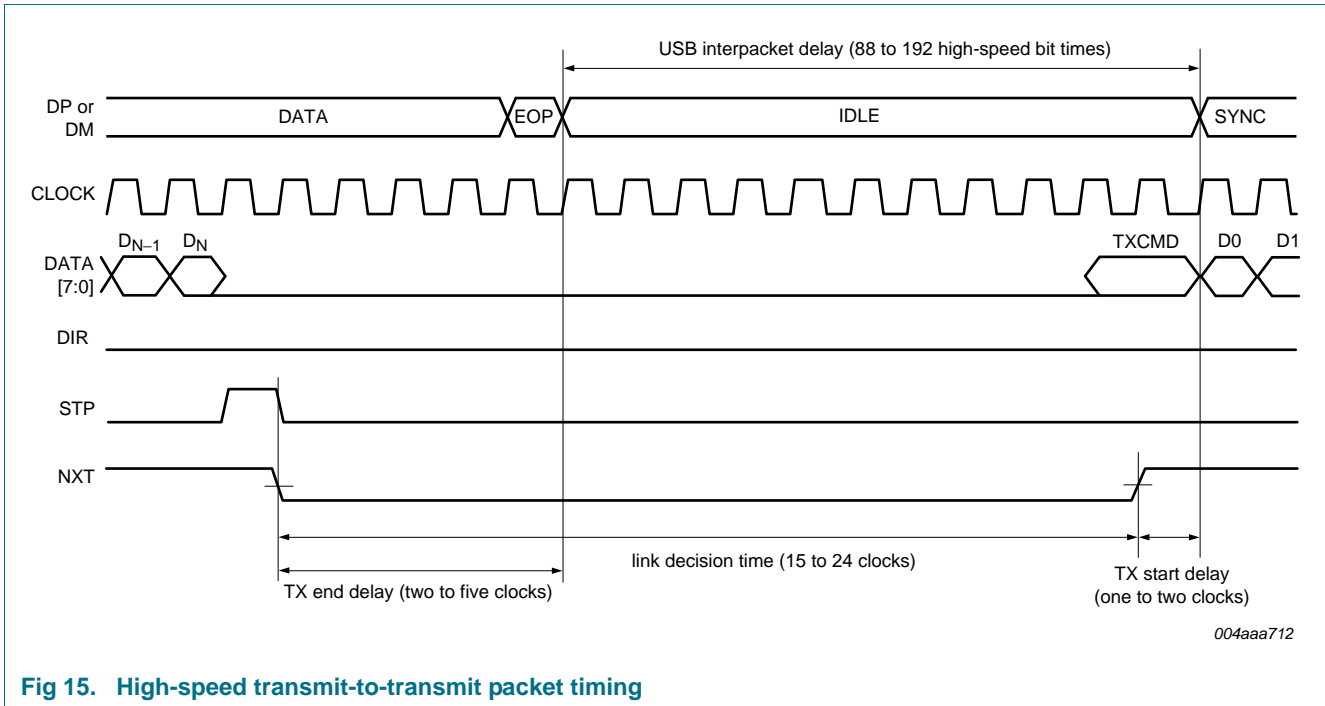 USB interpacket delay (88 to 192 high-speed bit times)
DP or
DM
DATA
EOP
IDLE
SYNC
CLOCK
DATA
[7:0]
DN−1
DN
TXCMD
D0
D1
DIR
STP
NXT
link decision time (15 to 24 clocks)
TX end delay (two to five clocks)
TX start delay
(one to two clocks)
004aaa712
Fig 15. High-speed transmit-to-transmit packet timing